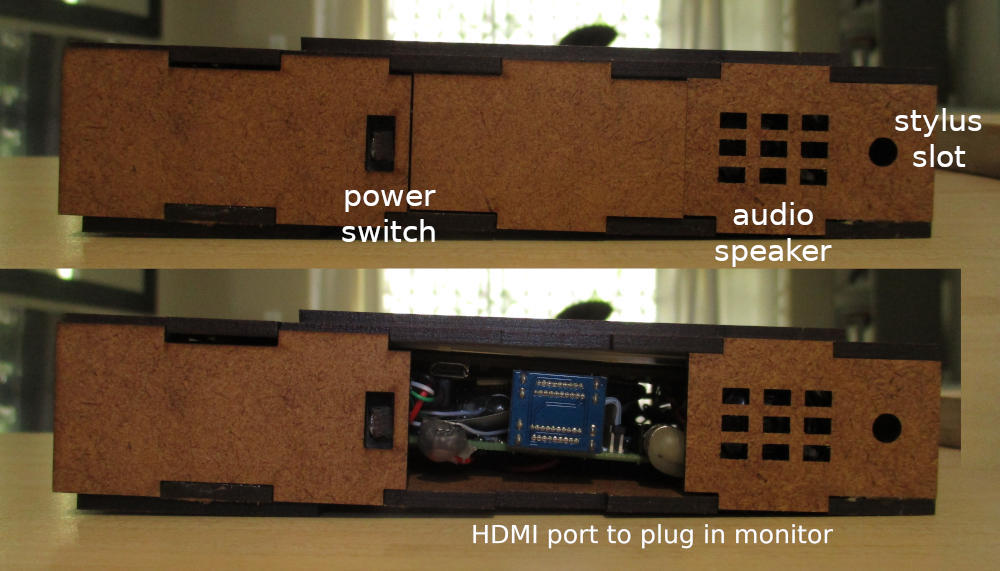 stylus
slot
power
switch
audio
speaker
HDMI port to plug in monitor